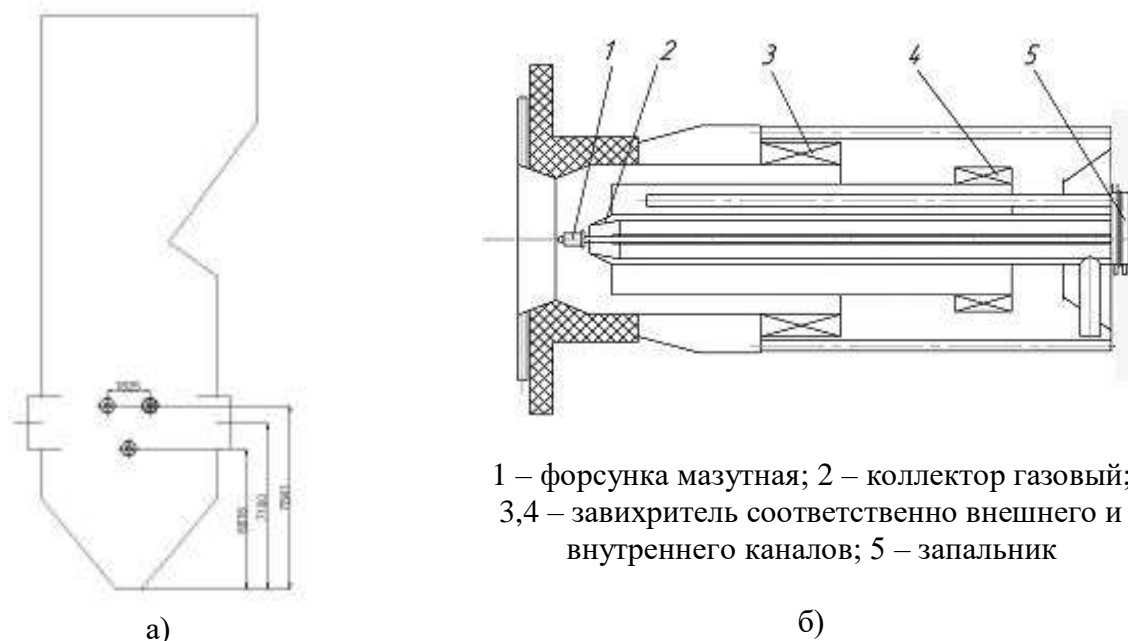 1
2
3
4
5
7180
1 – форсунка мазутная; 2 – коллектор газовый;
3,4 – завихритель соответственно внешнего и
внутреннего каналов; 5 – запальник
а)
б)